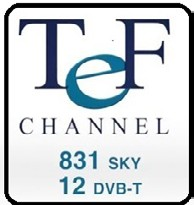 TeF
CHANNEL
831 SKY
12 DVB-T